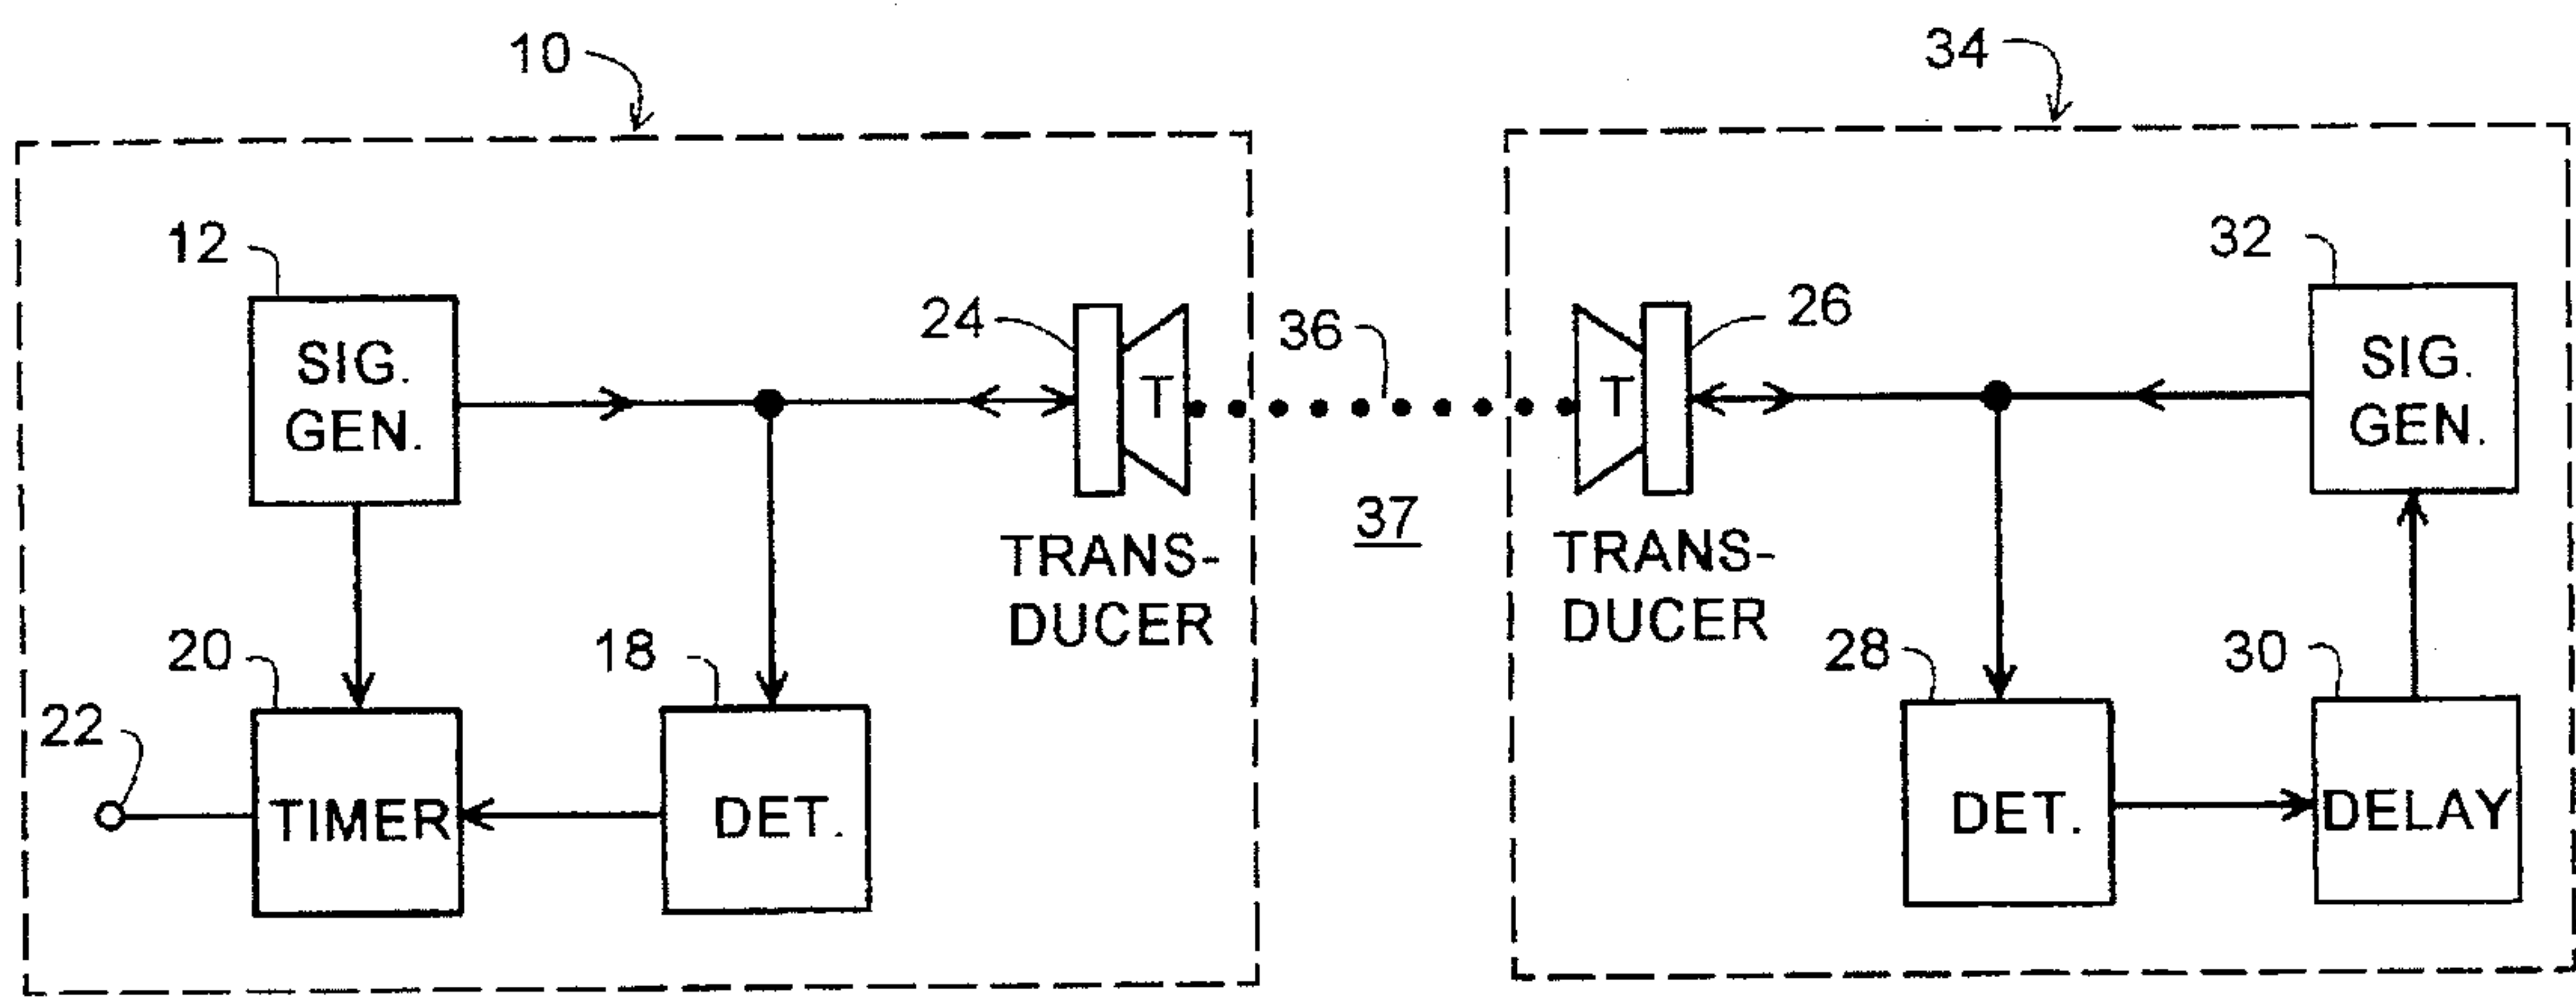 10
34
12
32
24
36
26
SIG.
GEN.
T
T
SIG.
GEN.
37
TRANS-
DUCER
TRANS-
DUCER
20
18
28
30
22
TIMER
DET.
DET.
DELAY